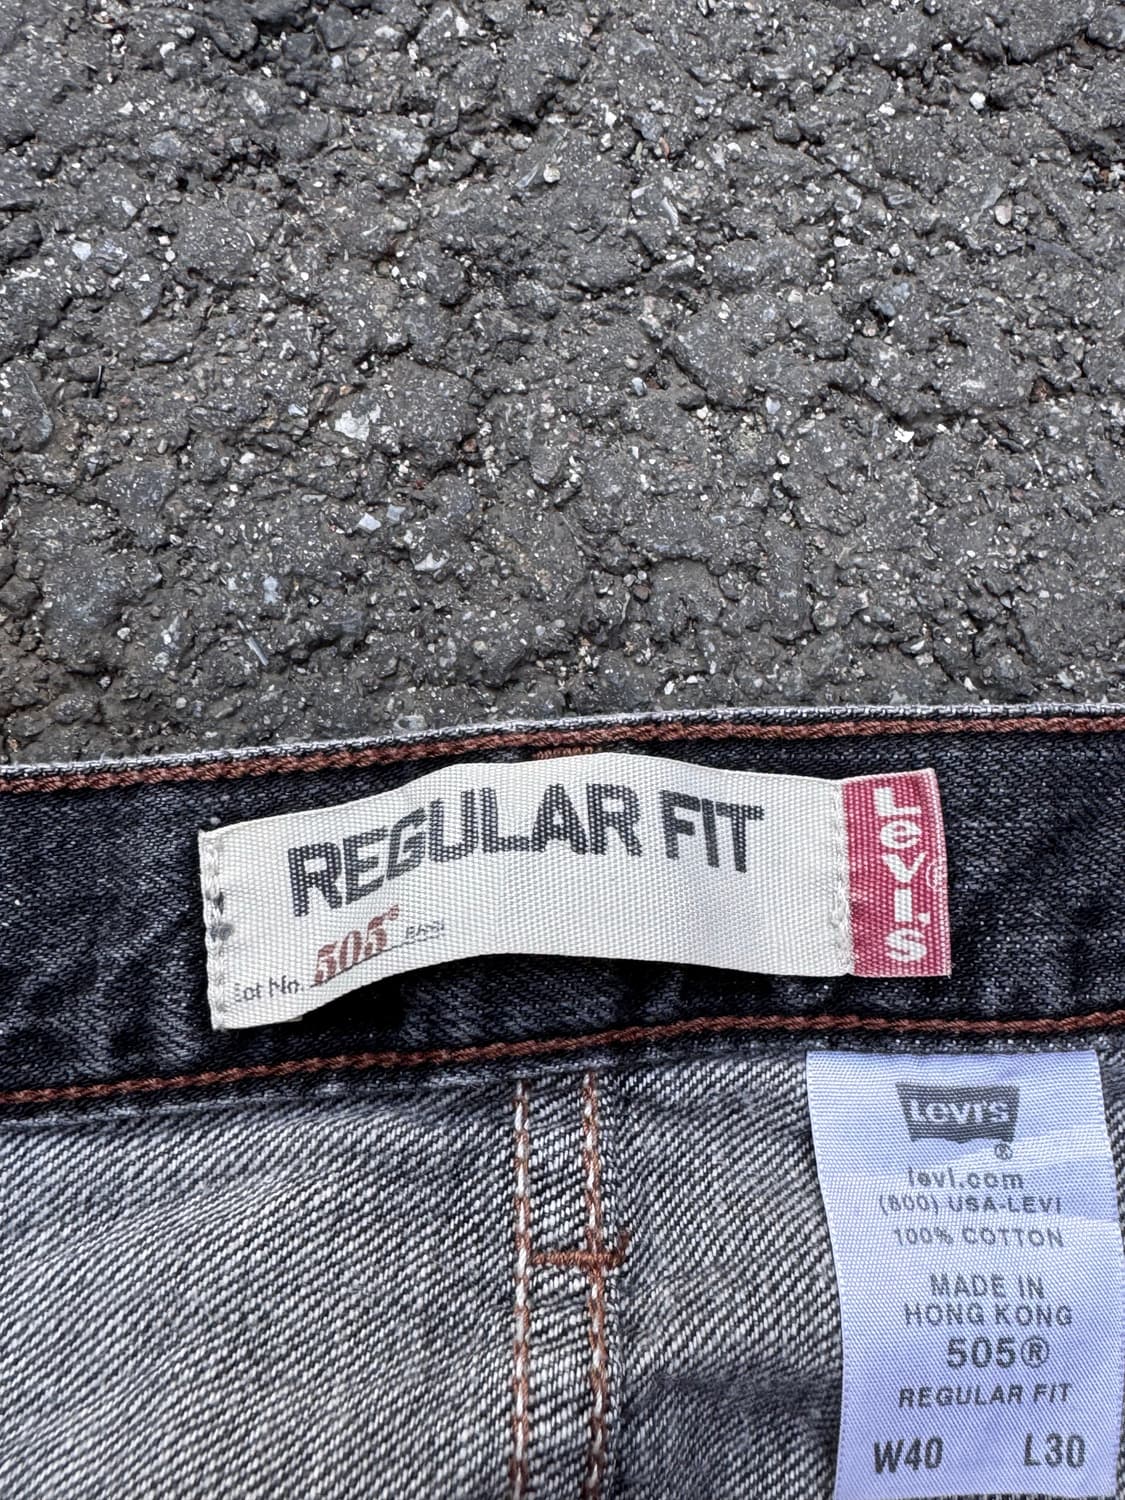 REGULAR FIT
Lot No. 505®
Levi's®
Levi's
®
levi.com
(800) USA-LEVI
100% COTTON
MADE IN
HONG KONG
505®
REGULAR FIT
W40 L30